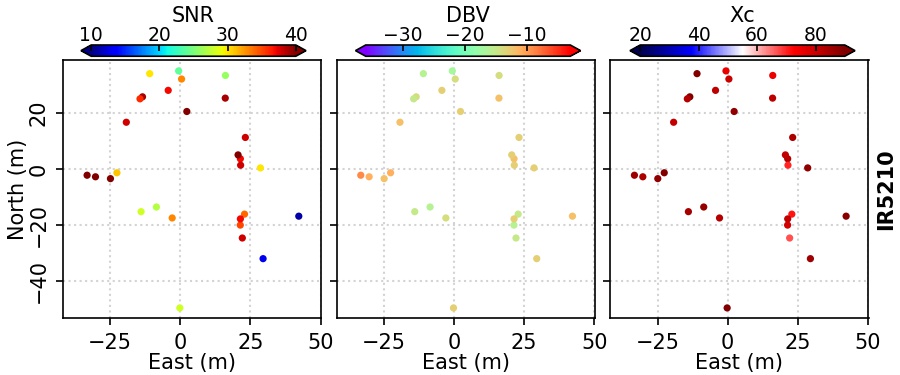 SNR DBV Xc
10 20 30 40 −30 −20 −10 20 40 60 80
20
0
−20
−40
North (m)
IR5210
−25 0 25 50 −25 0 25 50 −25 0 25 50
East (m) East (m) East (m)